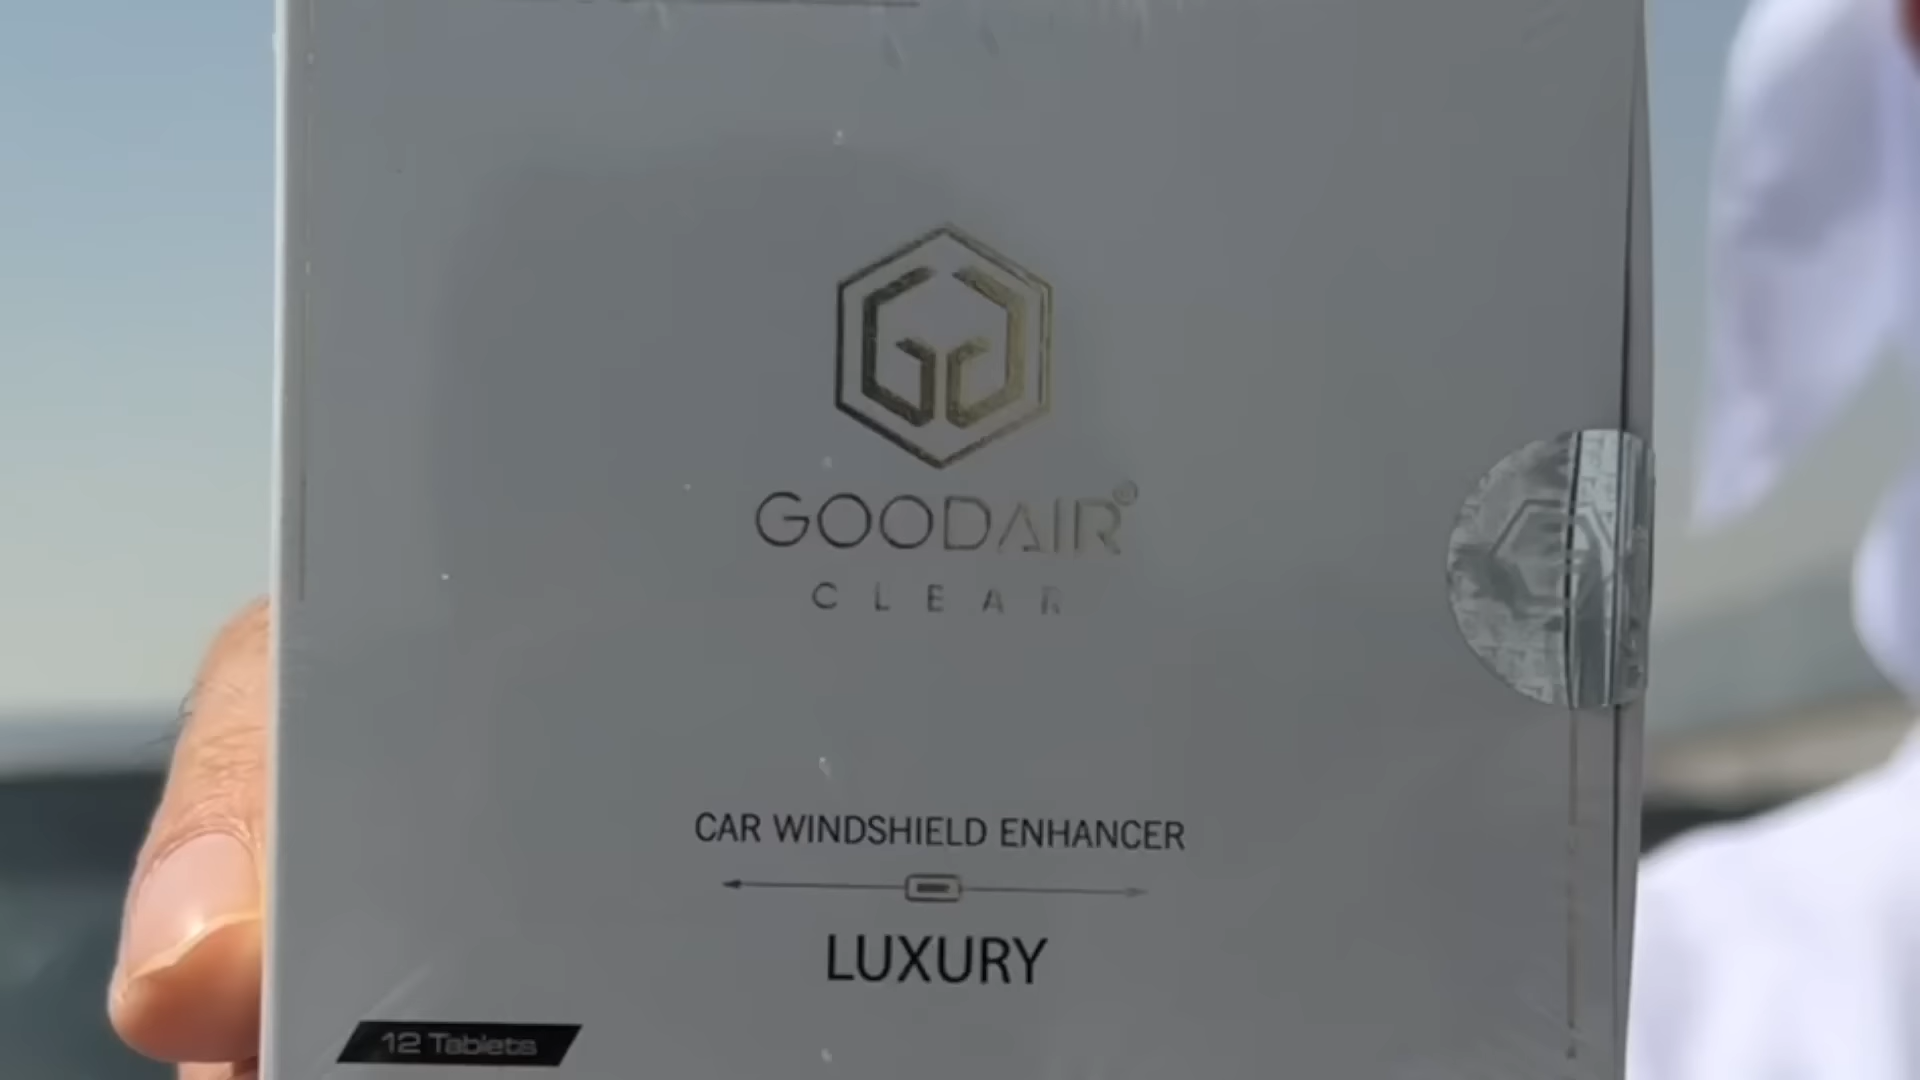 GOODAIR®
CLEAR
CAR WINDSHIELD ENHANCER
LUXURY
12 Tablets